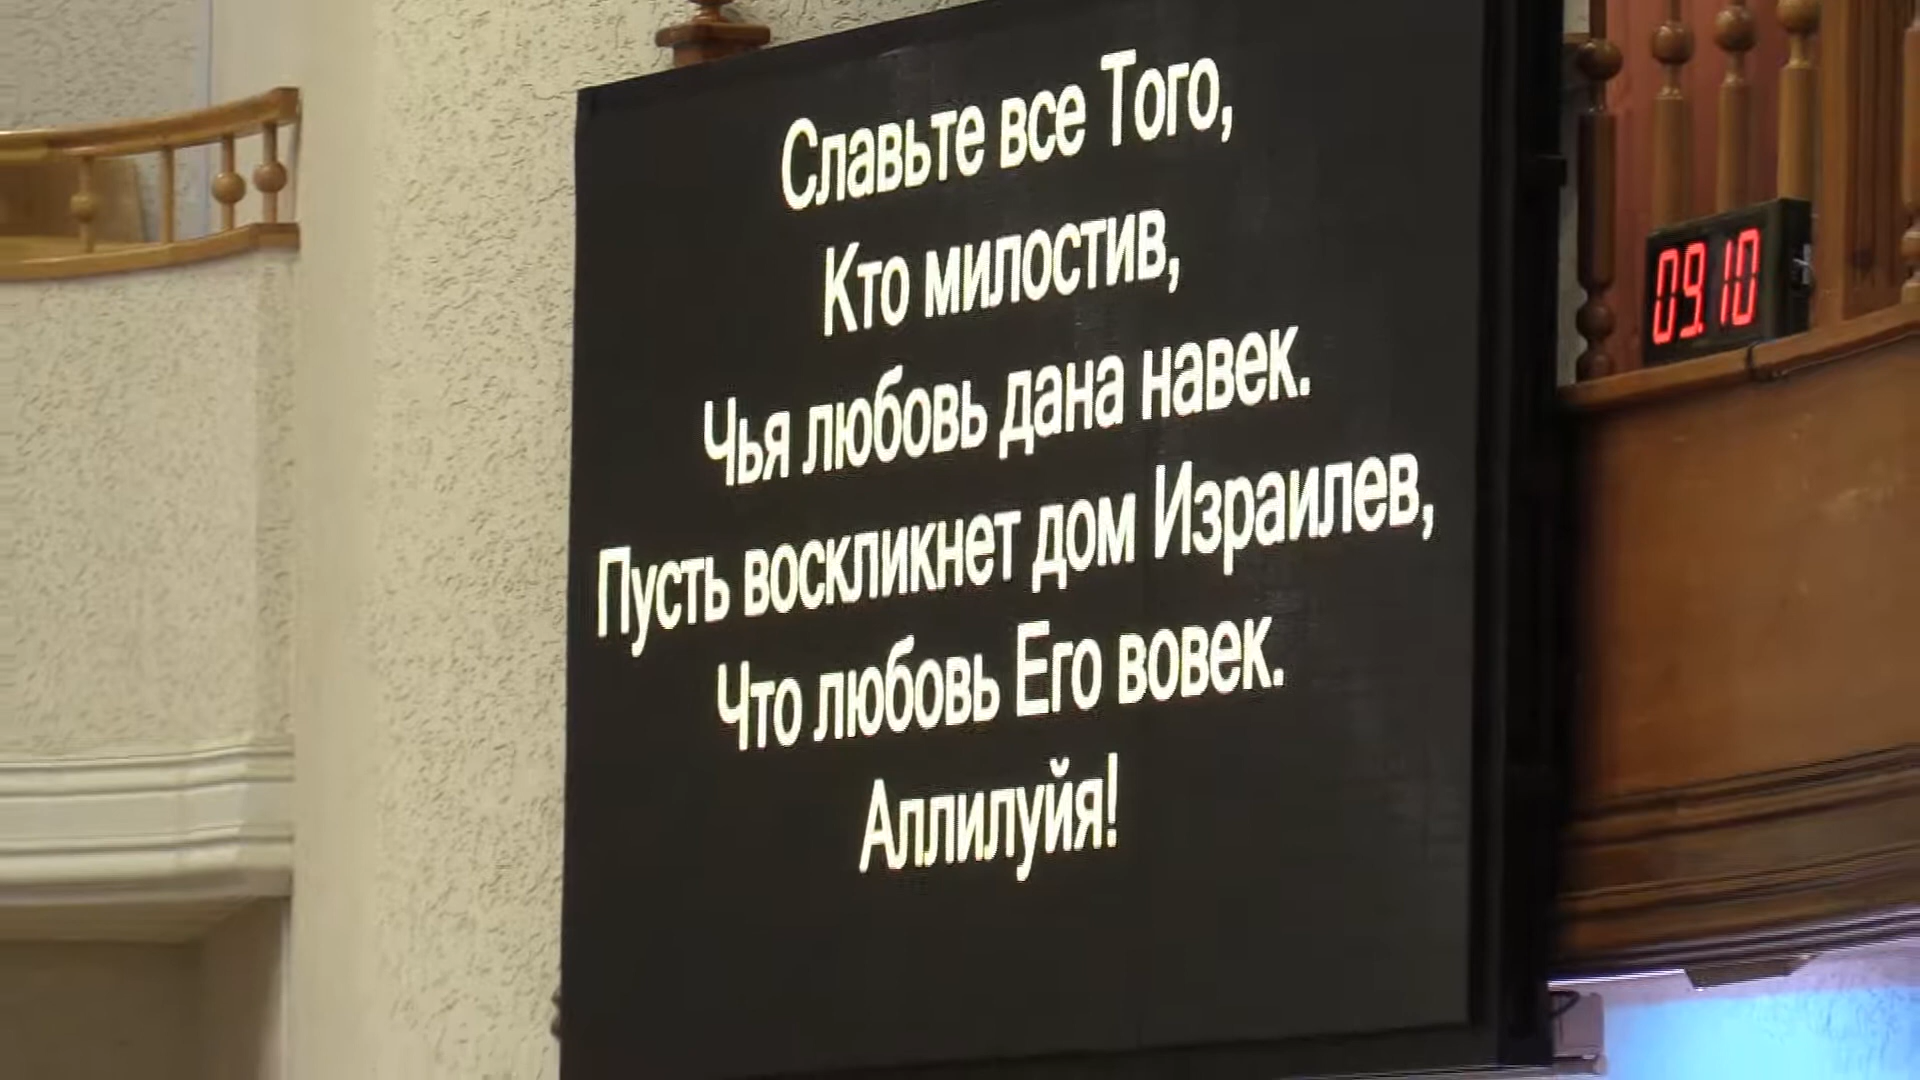 Славьте все Того,
Кто милостив,
Чья любовь дана навек.
Пусть воскликнет дом Израилев,
Что любовь Его вовек.
Аллилуйя!
09.10